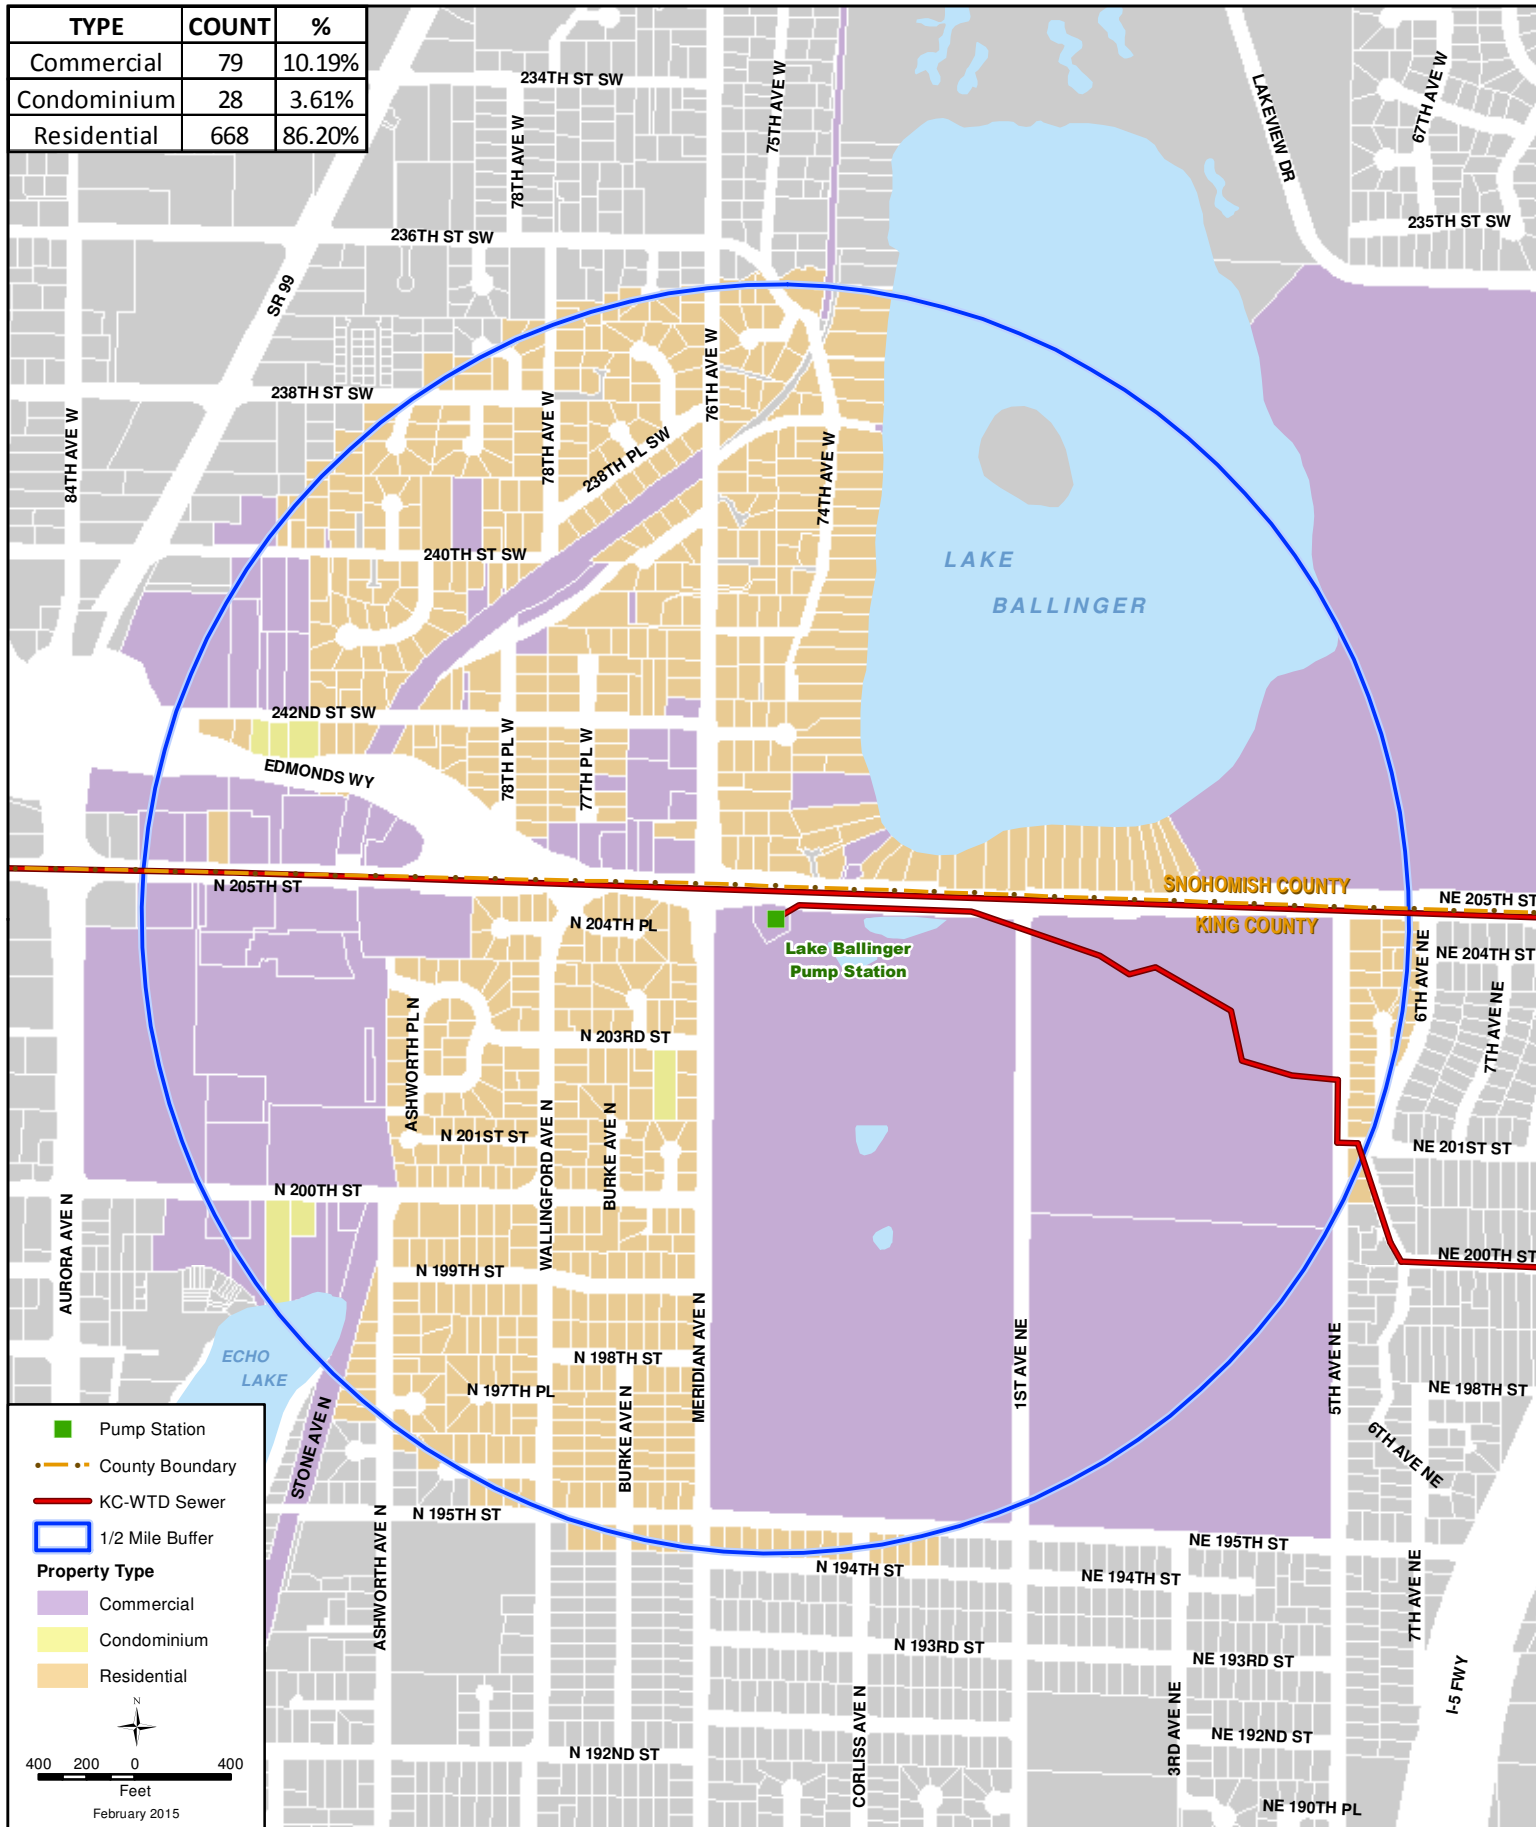 TYPE COUNT %
Commercial 79 10.19%
Condominium 28 3.61%
Residential 668 86.20%
234TH ST SW
75TH AVE W
78TH AVE W
LAKEVIEW DR
67TH AVE W
235TH ST SW
236TH ST SW
SR 99
76TH AVE W
238TH ST SW
84TH AVE W
78TH AVE W
238TH PL SW
74TH AVE W
240TH ST SW
LAKE
BALLINGER
242ND ST SW
78TH PL W
77TH PL W
EDMONDS WY
N 205TH ST
SNOHOMISH COUNTY
KING COUNTY
NE 205TH ST
N 204TH PL
Lake Ballinger
Pump Station
6TH AVE NE
NE 204TH ST
7TH AVE NE
ASHWORTH PL N
N 203RD ST
N 201ST ST
WALLINGFORD AVE N
BURKE AVE N
NE 201ST ST
N 200TH ST
AURORA AVE N
NE 200TH ST
N 199TH ST
MERIDIAN AVE N
1ST AVE NE
5TH AVE NE
ECHO
LAKE
N 198TH ST
N 197TH PL
BURKE AVE N
NE 198TH ST
6TH AVE NE
STONE AVE N
N 195TH ST
ASHWORTH AVE N
NE 195TH ST
N 194TH ST
NE 194TH ST
7TH AVE NE
N 193RD ST
NE 193RD ST
I-5 FWY
CORLISS AVE N
3RD AVE NE
NE 192ND ST
N 192ND ST
NE 190TH PL
Pump Station
County Boundary
KC-WTD Sewer
1/2 Mile Buffer
Property Type
Commercial
Condominium
Residential
N
400 200 0 400
Feet
February 2015